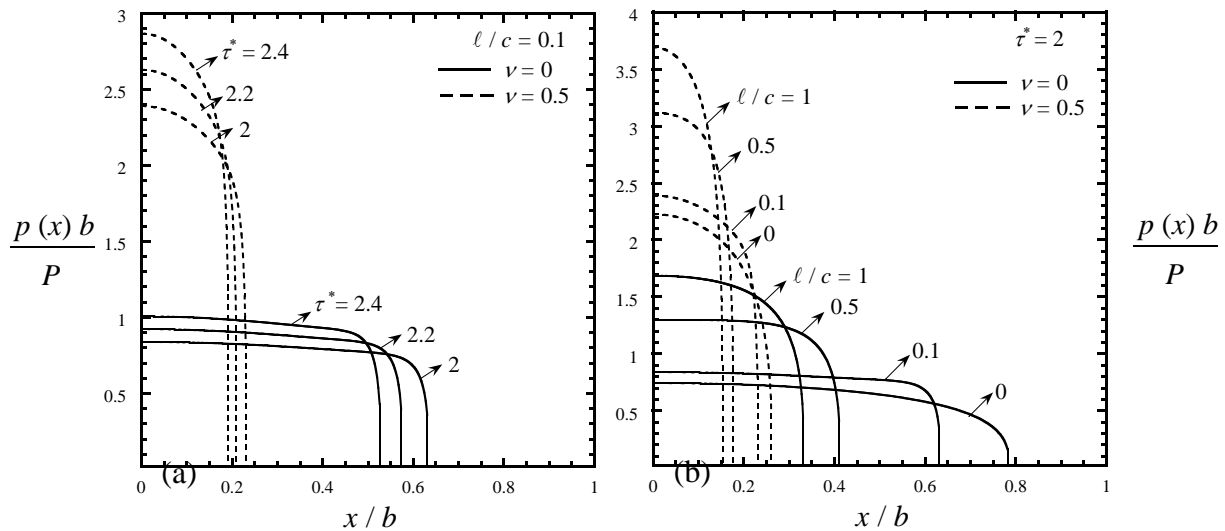 p (x) b
P
3
2.5
2
1.5
1
0.5
0
0.2
0.4
0.6
0.8
1
x / b
(a)
ℓ / c = 0.1
ν = 0
ν = 0.5
τ* = 2.4
2.2
2
τ* = 2.4
2.2
2
4
3.5
3
2.5
2
1.5
1
0.5
0
0.2
0.4
0.6
0.8
1
x / b
(b)
τ* = 2
ν = 0
ν = 0.5
ℓ / c = 1
0.5
0.1
0
ℓ / c = 1
0.5
0.1
0
p (x) b
P